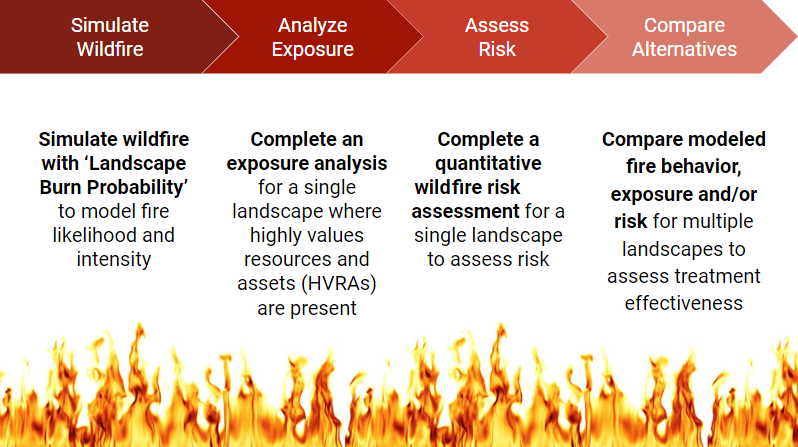 Simulate
Wildfire
Analyze
Exposure
Assess
Risk
Compare
Alternatives
Simulate wildfire
with ‘Landscape
Burn Probability’
to model fire
likelihood and
intensity
Complete an
exposure analysis
for a single
landscape where
highly values
resources and
assets (HVRAs)
are present
Complete a
quantitative
wildfire risk
assessment for a
single landscape
to assess risk
Compare modeled
fire behavior,
exposure and/or
risk for multiple
landscapes to
assess treatment
effectiveness